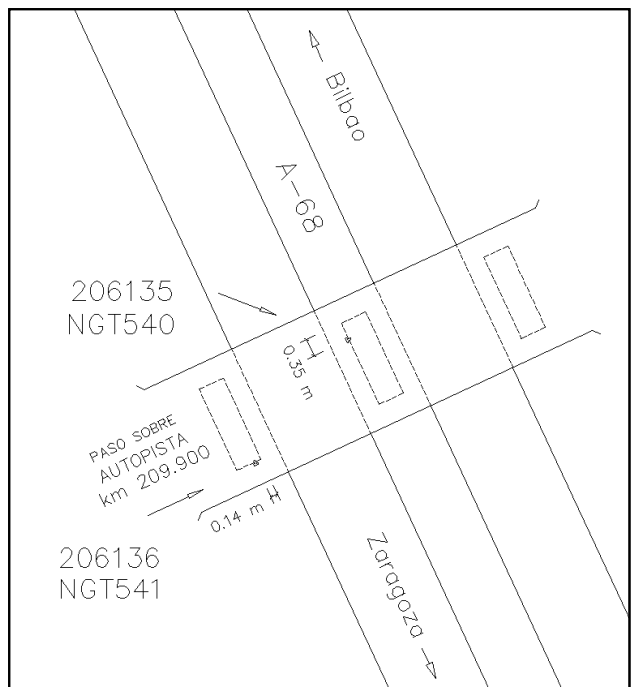 Bilbao
A-68
206135
NGT540
0.35 m
PASO SOBRE
AUTOPISTA
km 209.900
0.14 m
206136
NGT541
Zaragoza